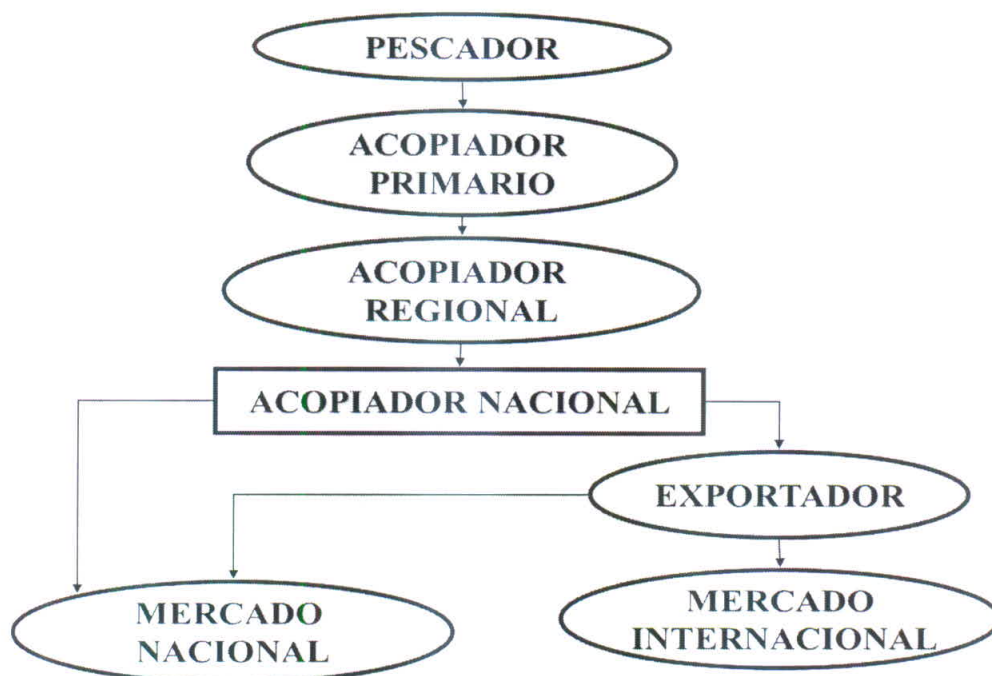 PESCADOR
ACOPIADOR
PRIMARIO
ACOPIADOR
REGIONAL
ACOPIADOR NACIONAL
EXPORTADOR
MERCADO
NACIONAL
MERCADO
INTERNACIONAL